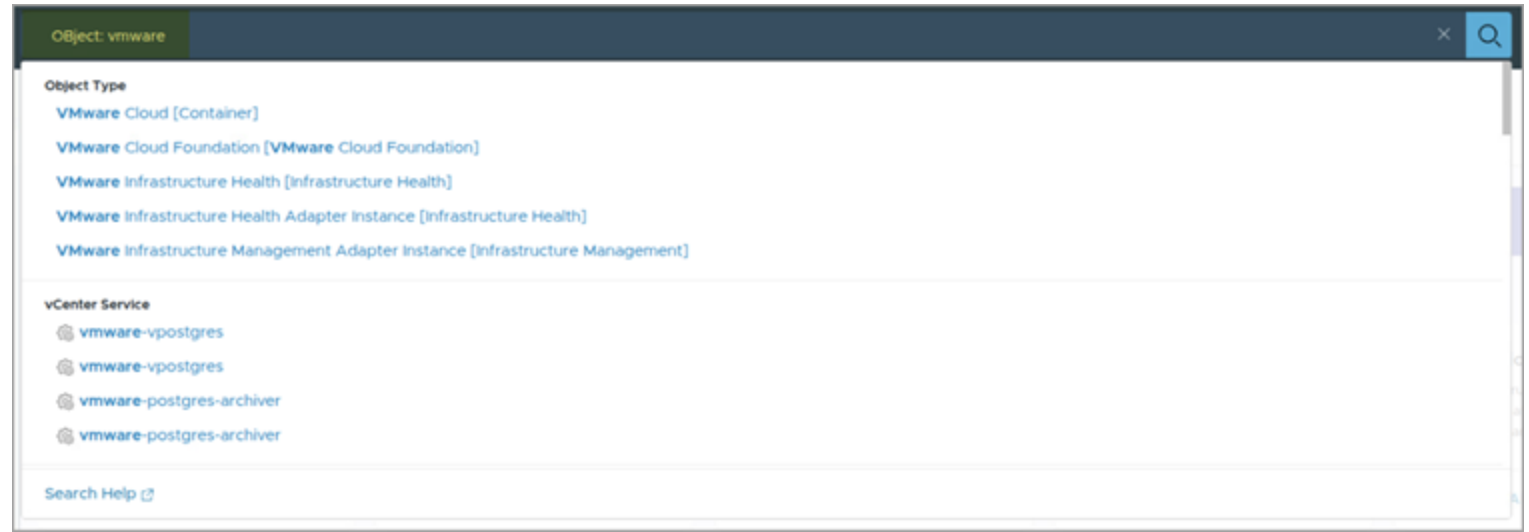 OBject: vmware
Object Type
VMware Cloud [Container]
VMware Cloud Foundation [VMware Cloud Foundation]
VMware Infrastructure Health [Infrastructure Health]
VMware Infrastructure Health Adapter Instance [Infrastructure Health]
VMware Infrastructure Management Adapter Instance [Infrastructure Management]
vCenter Service
vmware-vpostgres
vmware-vpostgres
vmware-postgres-archiver
vmware-postgres-archiver
Search Help